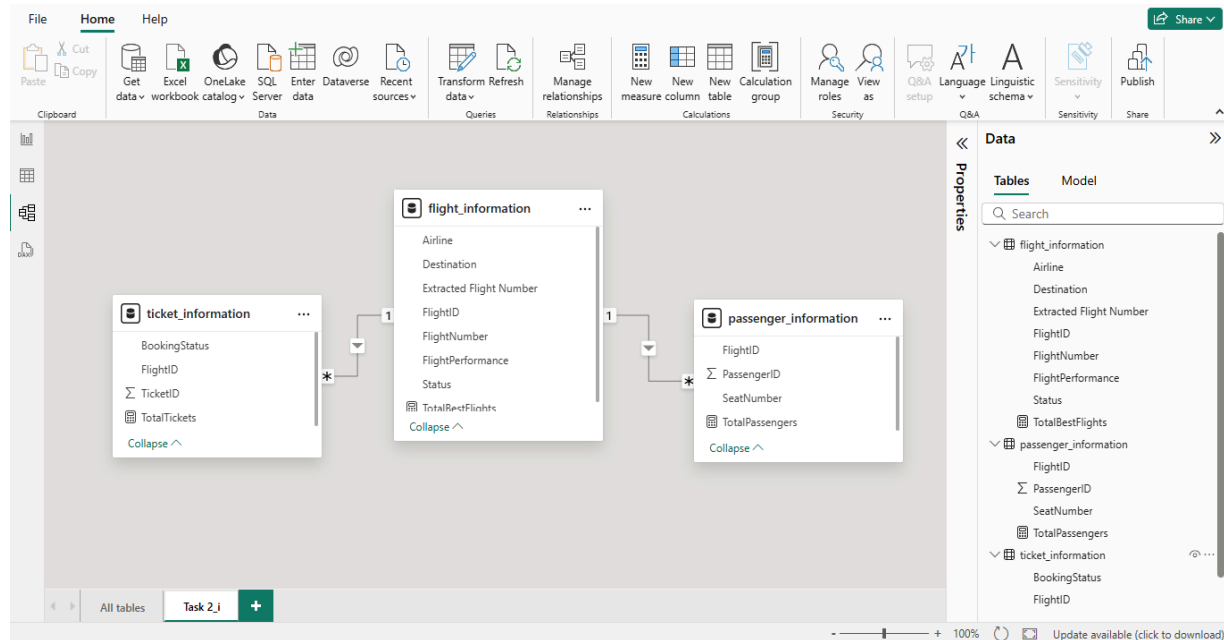 File Home Help
Share
Paste
Cut
Copy
Clipboard
Get data
Excel workbook
OneLake catalog
SQL Server
Enter data
Dataverse
Recent sources
Data
Transform data
Refresh
Queries
Manage relationships
Relationships
New measure
New column
New table
Calculation group
Calculations
Manage roles
View as
Security
Q&A setup
Language
Linguistic schema
Q&A
Sensitivity
Sensitivity
Publish
Share
DAX
flight_information
Airline
Destination
Extracted Flight Number
FlightID
FlightNumber
FlightPerformance
Status
TotalBestFlights
Collapse
ticket_information
BookingStatus
FlightID
TicketID
TotalTickets
Collapse
passenger_information
FlightID
PassengerID
SeatNumber
TotalPassengers
Collapse
1
*
1
*
Properties
Data
Tables Model
Search
flight_information
Airline
Destination
Extracted Flight Number
FlightID
FlightNumber
FlightPerformance
Status
TotalBestFlights
passenger_information
FlightID
PassengerID
SeatNumber
TotalPassengers
ticket_information
BookingStatus
FlightID
All tables
Task 2_i
+
- + 100%
Update available (click to download)